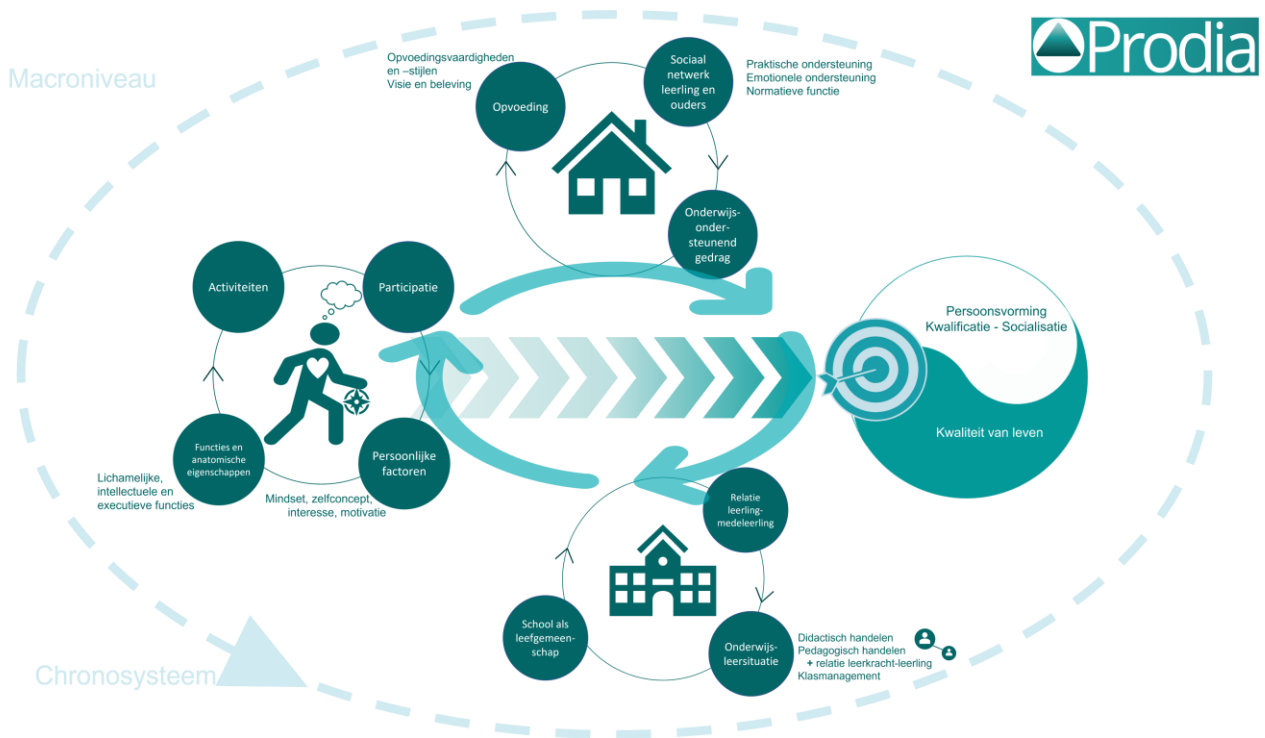 Prodia
Macroniveau
Opvoedingsvaardigheden
en –stijlen
Visie en beleving
Opvoeding
Sociaal
netwerk
leerling en
ouders
Praktische ondersteuning
Emotionele ondersteuning
Normatieve functie
Onderwijs-
onder-
steunend
gedrag
Activiteiten
Participatie
Functies en
anatomische
eigenschappen
Persoonlijke
factoren
Lichamelijke,
intellectuele en
executieve functies
Mindset, zelfconcept,
interesse, motivatie
Persoonsvorming
Kwalificatie - Socialisatie
Kwaliteit van leven
Relatie
leerling-
medeleerling
School als
leefgemeen-
schap
Onderwijs-
leersituatie
Didactisch handelen
Pedagogisch handelen
+ relatie leerkracht-leerling
Klasmanagement
Chronosysteem